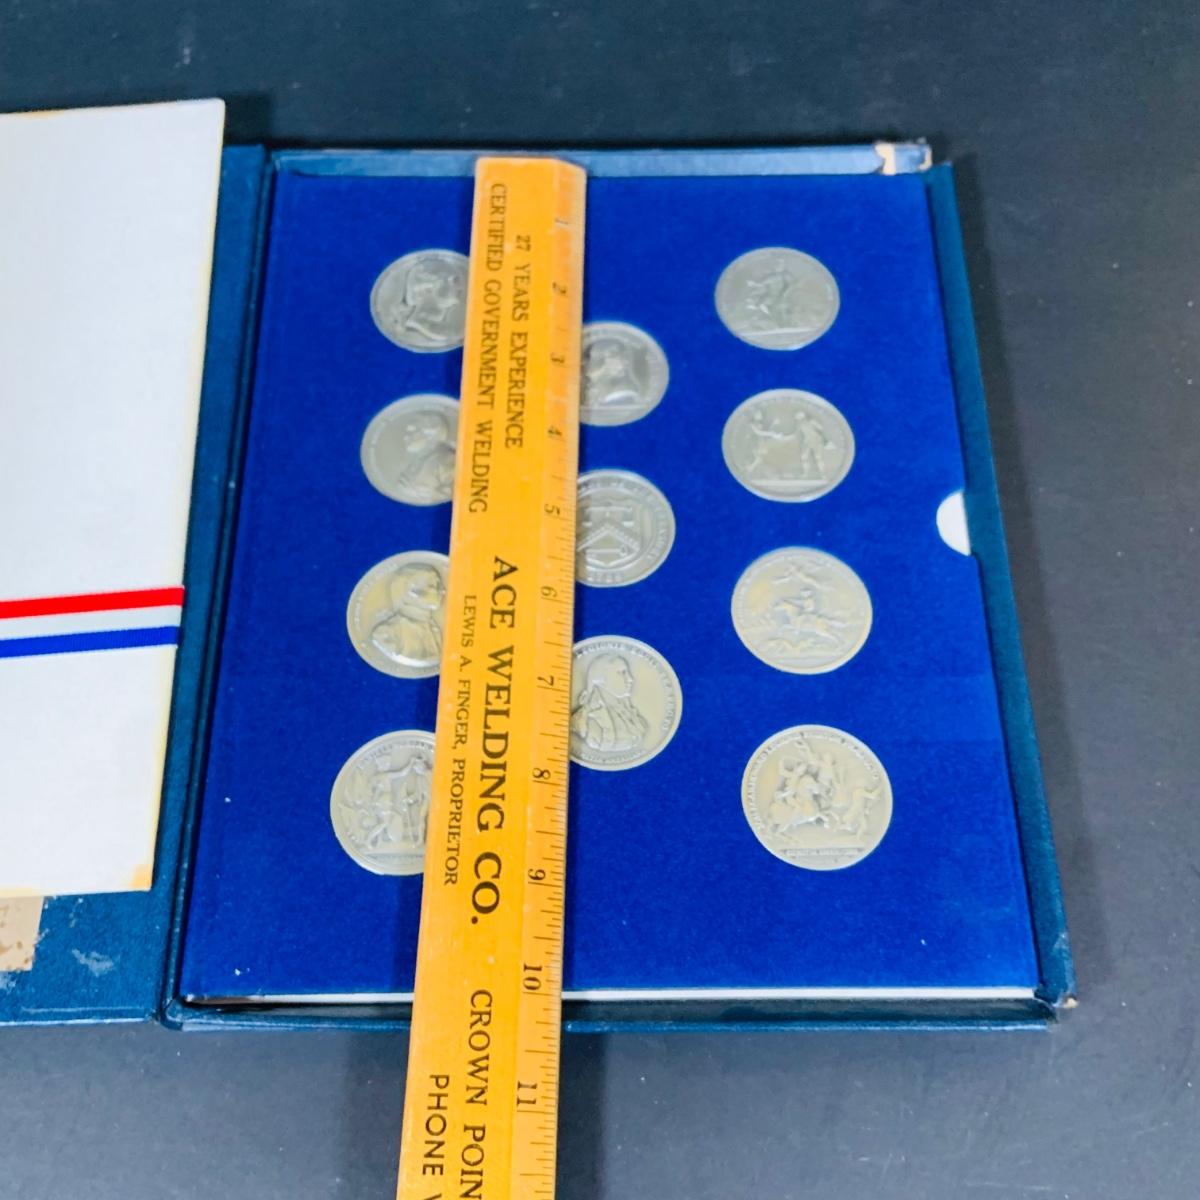 27 YEARS EXPERIENCE
CERTIFIED GOVERNMENT WELDING
ACE WELDING CO.
LEWIS A. FINGER, PROPRIETOR
CROWN POIN
PHONE
1
2
3
4
5
6
7
8
9
10
11